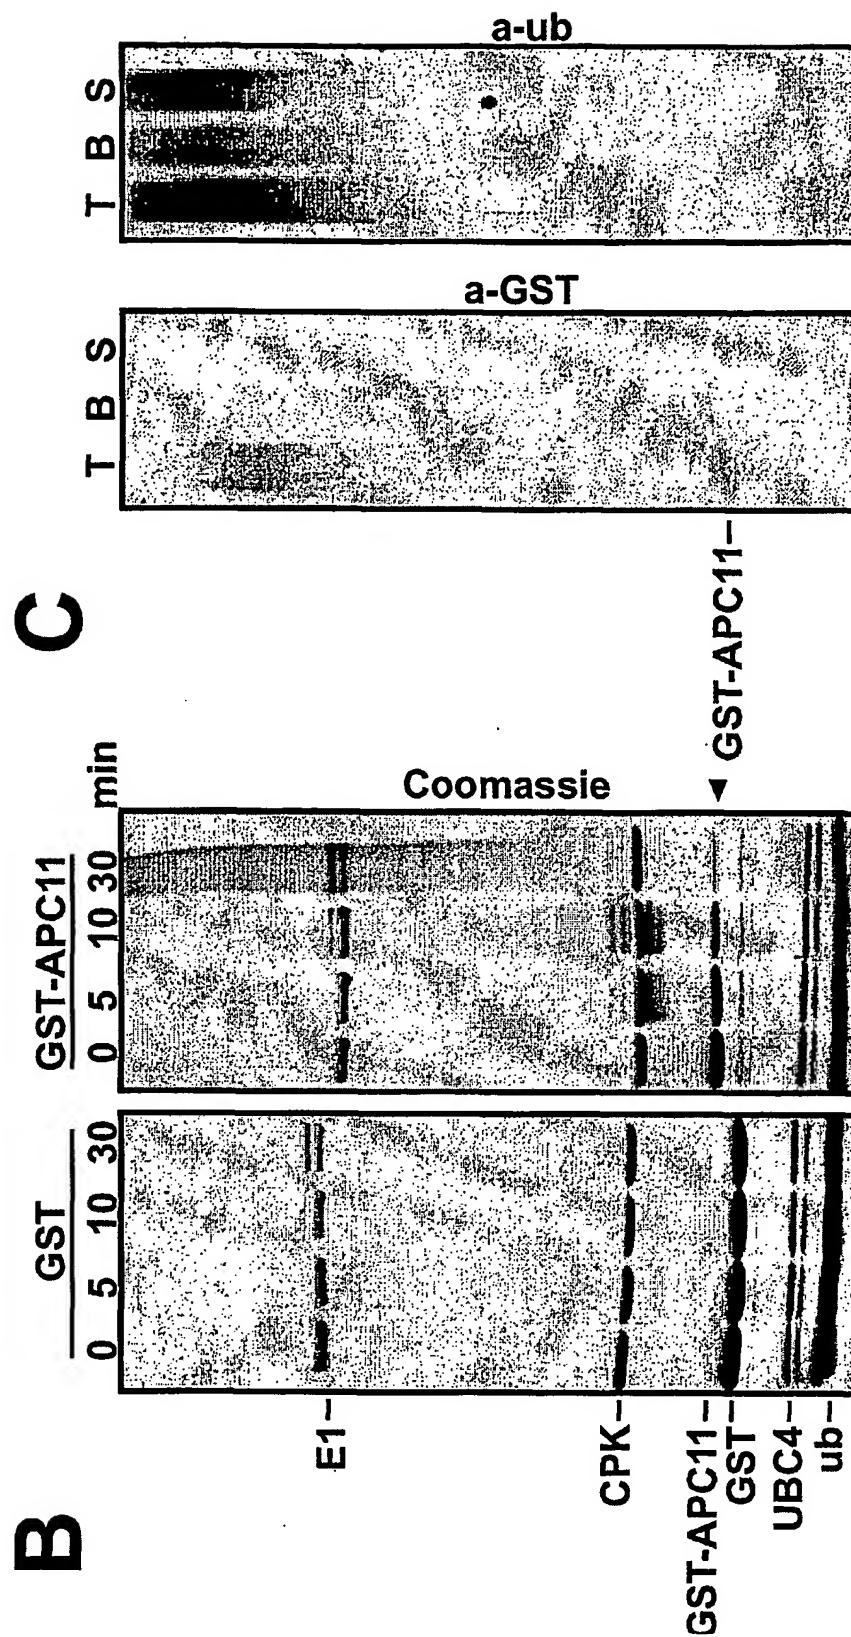 B
GST
GST-APC11
0 5 10 30
0 5 10 30
min
E1
CPK
GST-APC11
GST
UBC4
ub
Coomassie
C
T B S
T B S
GST-APC11
a-GST
a-ub